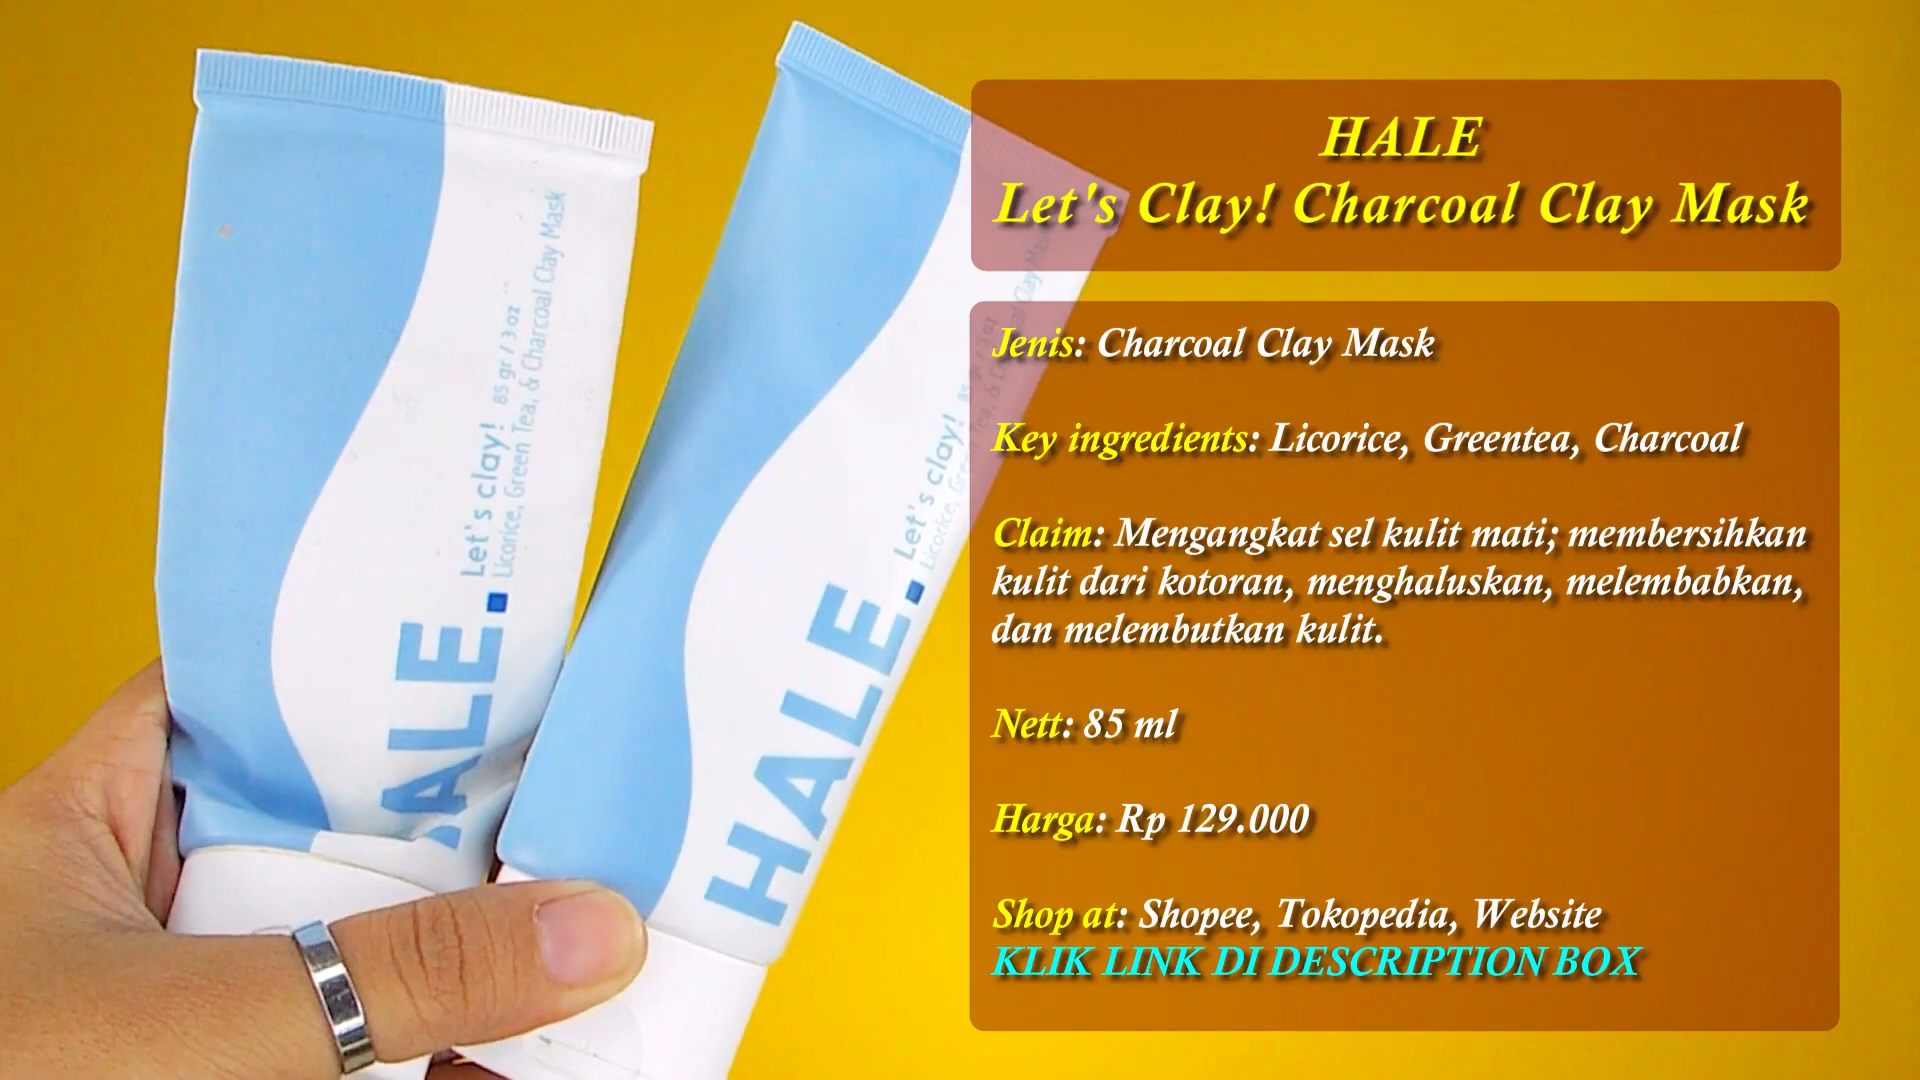 HALE
Let's Clay! Charcoal Clay Mask
Jenis: Charcoal Clay Mask
Key ingredients: Licorice, Greentea, Charcoal
Claim: Mengangkat sel kulit mati; membersihkan
kulit dari kotoran, menghaluskan, melembabkan,
dan melembutkan kulit.
Nett: 85 ml
Harga: Rp 129.000
Shop at: Shopee, Tokopedia, Website
KLIK LINK DI DESCRIPTION BOX
ALE.
Let's clay! 85 gr / 3 oz
Licorice, Green Tea, & Charcoal Clay Mask
HALE.
Let's clay!
Licorice,